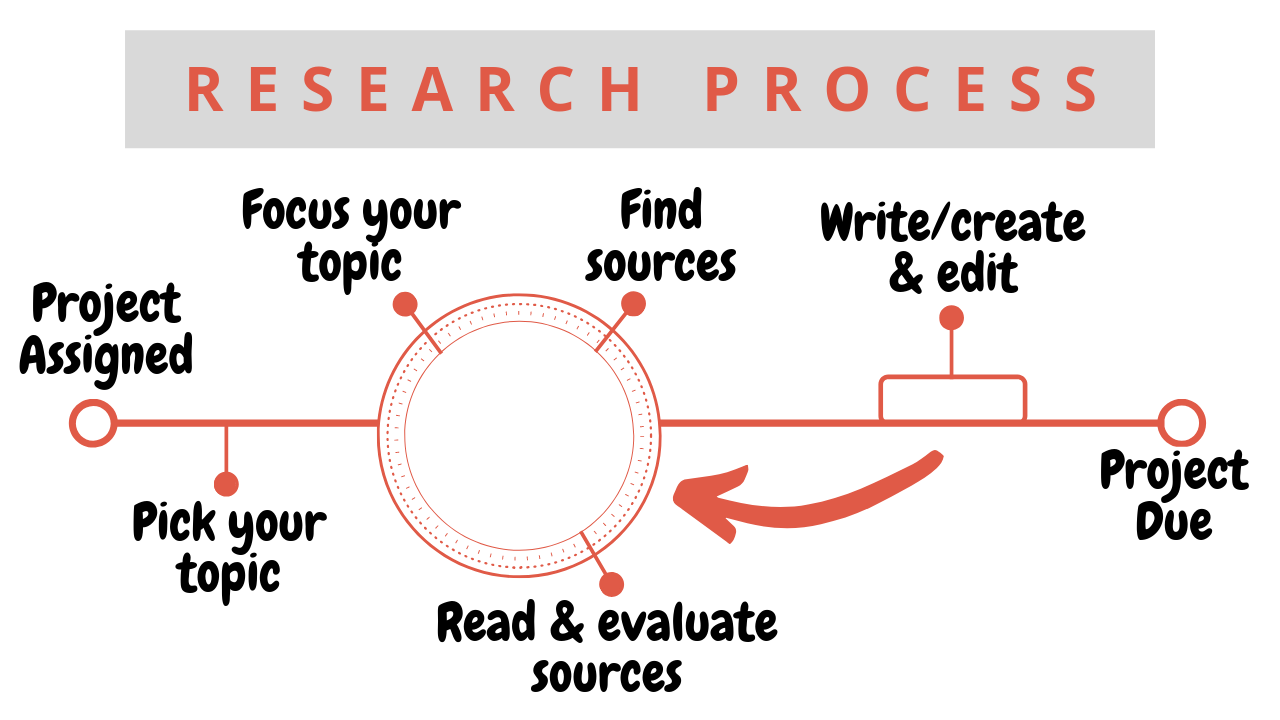 RESEARCH PROCESS
Project
Assigned
Pick your
topic
Focus your
topic
Find
sources
Read & evaluate
sources
Write/create
& edit
Project
Due